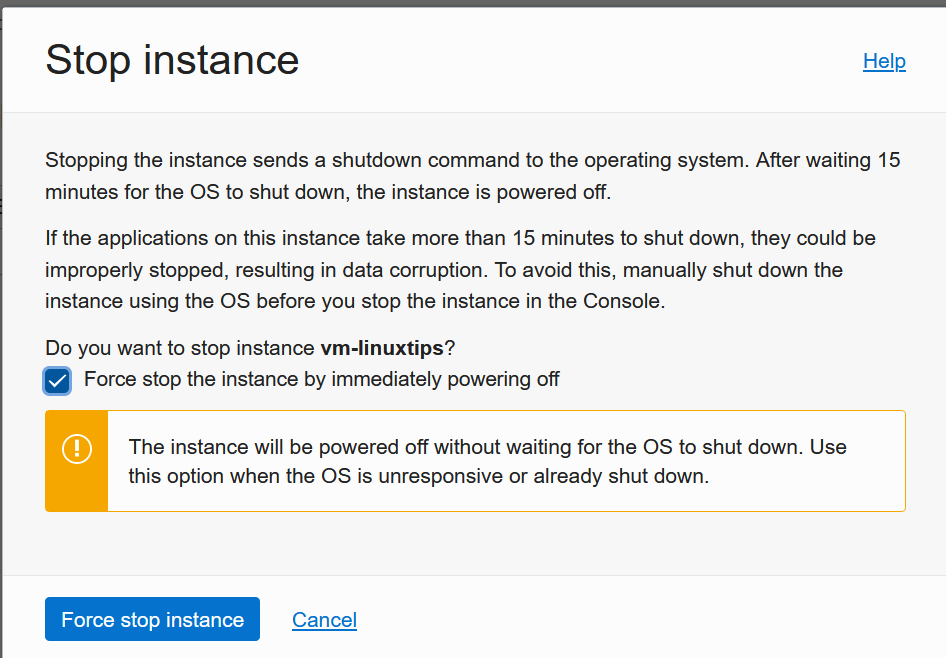 Stop instance
Help
Stopping the instance sends a shutdown command to the operating system. After waiting 15
minutes for the OS to shut down, the instance is powered off.
If the applications on this instance take more than 15 minutes to shut down, they could be
improperly stopped, resulting in data corruption. To avoid this, manually shut down the
instance using the OS before you stop the instance in the Console.
Do you want to stop instance vm-linuxtips?
Force stop the instance by immediately powering off
The instance will be powered off without waiting for the OS to shut down. Use
this option when the OS is unresponsive or already shut down.
Force stop instance
Cancel